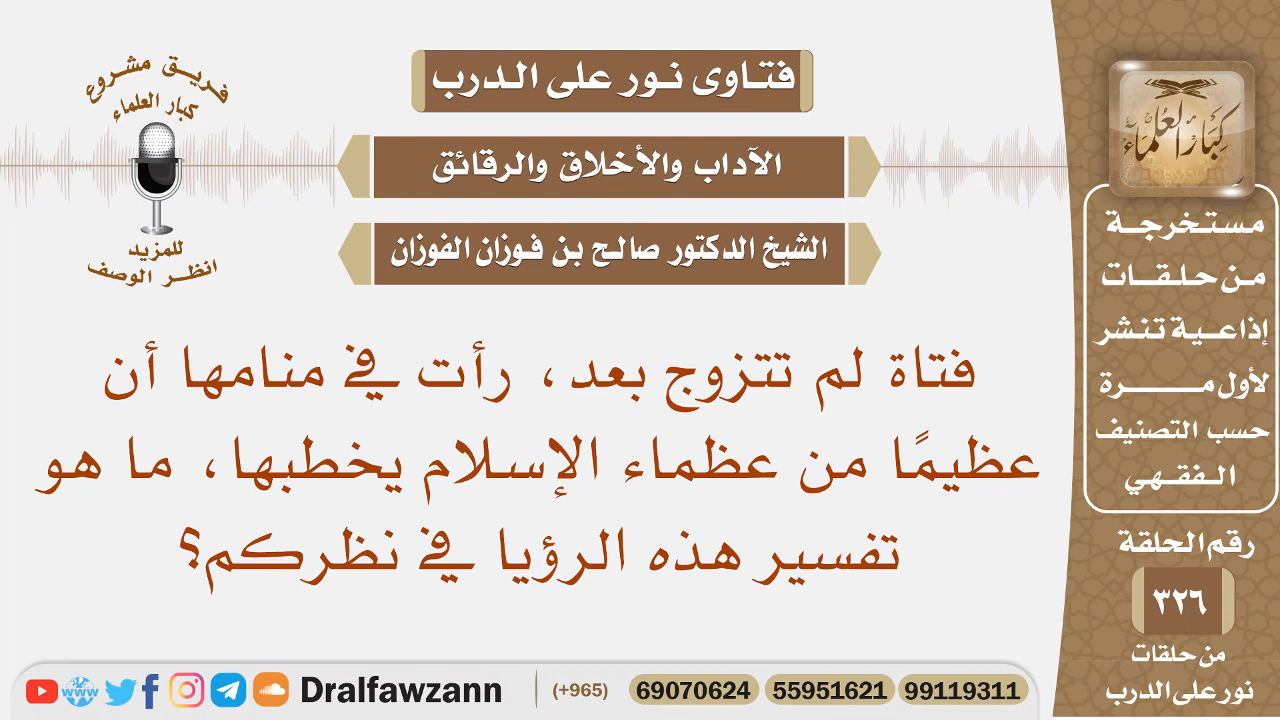 فتاوى نور على الدرب
الآداب والأخلاق والرقائق
الشيخ الدكتور صالح بن فوزان الفوزان
فريق مشروع
كبار العلماء
للمزيد
انظر الوصف
فتاة لم تتزوج بعد، رأت في منامها أن
عظيمًا من عظماء الإسلام يخطبها، ما هو
تفسير هذه الرؤيا في نظركم؟
كبار العلماء
مستخرجة
من حلقات
إذاعية تنشر
لأول مرة
حسب التصنيف
الفقهي
رقم الحلقة
٣٢٦
من حلقات
نور على الدرب
www
Dralfawzann
(+965)
69070624
55951621
99119311